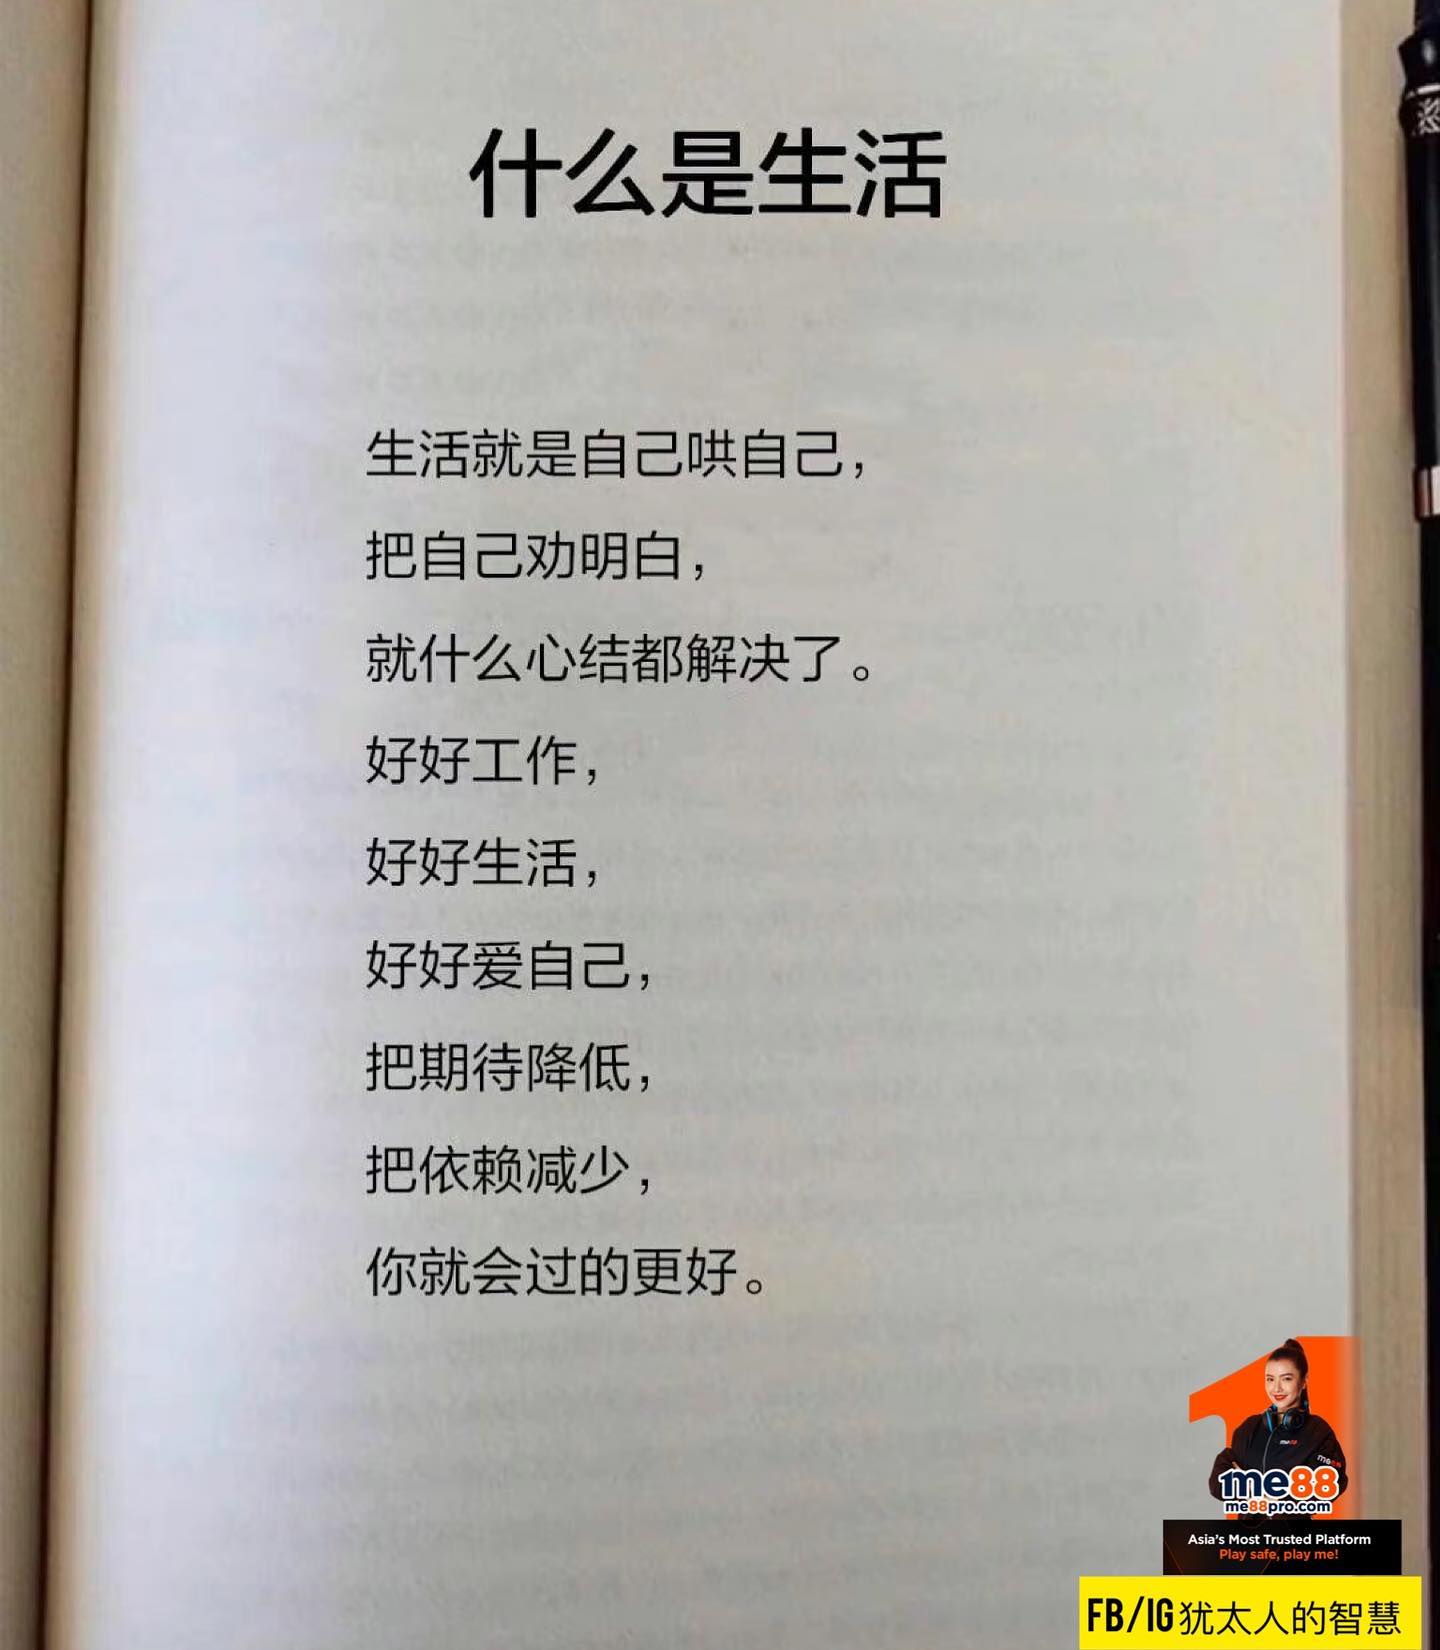 什么是生活
生活就是自己哄自己，
把自己劝明白，
就什么心结都解决了。
好好工作，
好好生活，
好好爱自己，
把期待降低，
把依赖减少，
你就会过的更好。
me88
me88
1me88
me88pro.com
Asia's Most Trusted Platform
Play safe, play me!
FB/IG犹太人的智慧